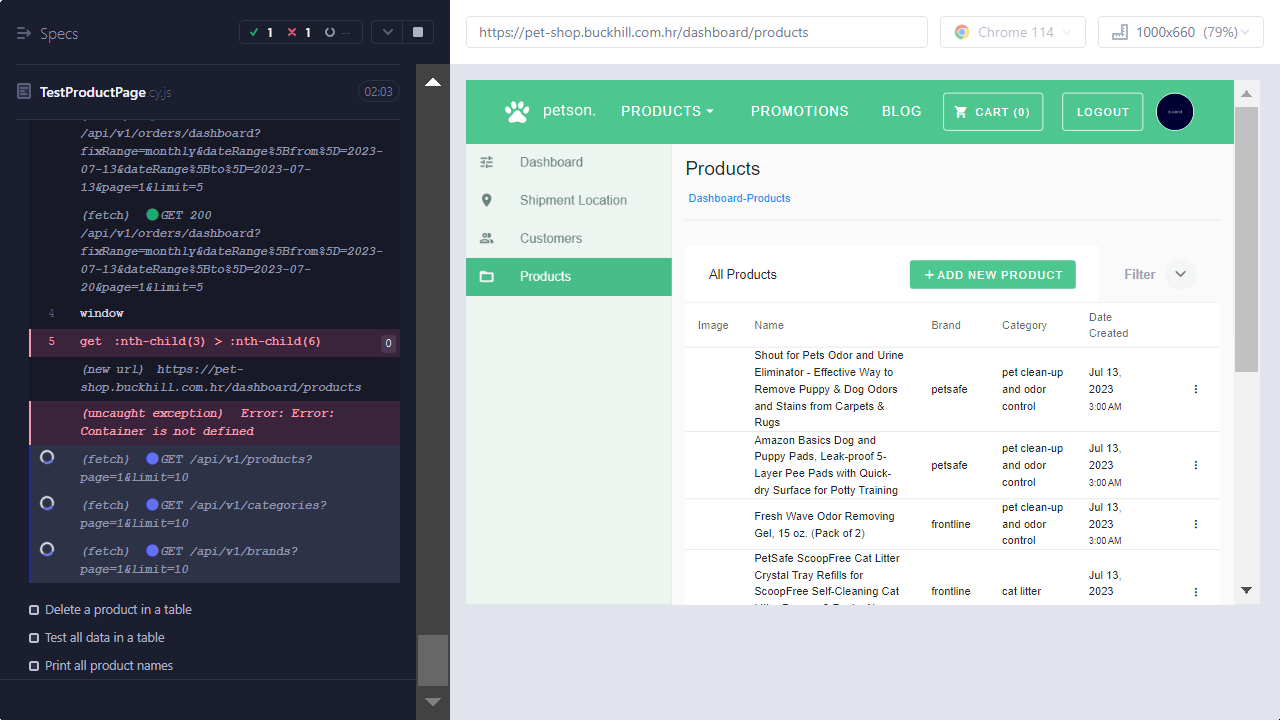 Specs
1
1
--
TestProductPage.cy.js
02:03
/api/v1/orders/dashboard?
fixRange=monthly&dateRange%5Bfrom%5D=2023-
07-13&dateRange%5Bto%5D=2023-07-
13&page=1&limit=5
(fetch) GET 200
/api/v1/orders/dashboard?
fixRange=monthly&dateRange%5Bfrom%5D=2023-
07-13&dateRange%5Bto%5D=2023-07-
20&page=1&limit=5
4 window
5 get :nth-child(3) > :nth-child(6) 0
(new url) https://pet-
shop.buckhill.com.hr/dashboard/products
(uncaught exception) Error: Error:
Container is not defined
(fetch) GET /api/v1/products?
page=1&limit=10
(fetch) GET /api/v1/categories?
page=1&limit=10
(fetch) GET /api/v1/brands?
page=1&limit=10
Delete a product in a table
Test all data in a table
Print all product names
https://pet-shop.buckhill.com.hr/dashboard/products
Chrome 114
1000x660 (79%)
petson.
PRODUCTS
PROMOTIONS
BLOG
CART (0)
LOGOUT
Dashboard
Shipment Location
Customers
Products
Products
Dashboard-Products
All Products
+ ADD NEW PRODUCT
Filter
Image
Name
Brand
Category
Date
Created
Shout for Pets Odor and Urine
Eliminator - Effective Way to
Remove Puppy & Dog Odors
and Stains from Carpets &
Rugs
petsafe
pet clean-up
and odor
control
Jul 13,
2023
3:00 AM
Amazon Basics Dog and
Puppy Pads, Leak-proof 5-
Layer Pee Pads with Quick-
dry Surface for Potty Training
petsafe
pet clean-up
and odor
control
Jul 13,
2023
3:00 AM
Fresh Wave Odor Removing
Gel, 15 oz. (Pack of 2)
frontline
pet clean-up
and odor
control
Jul 13,
2023
3:00 AM
PetSafe ScoopFree Cat Litter
Crystal Tray Refills for
ScoopFree Self-Cleaning Cat
frontline
cat litter
Jul 13,
2023